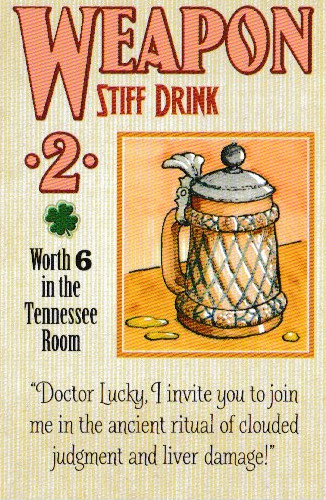 WEAPON
STIFF DRINK
·2·
Worth 6
in the
Tennessee
Room
“Doctor Lucky, I invite you to join
me in the ancient ritual of clouded
judgment and liver damage!”